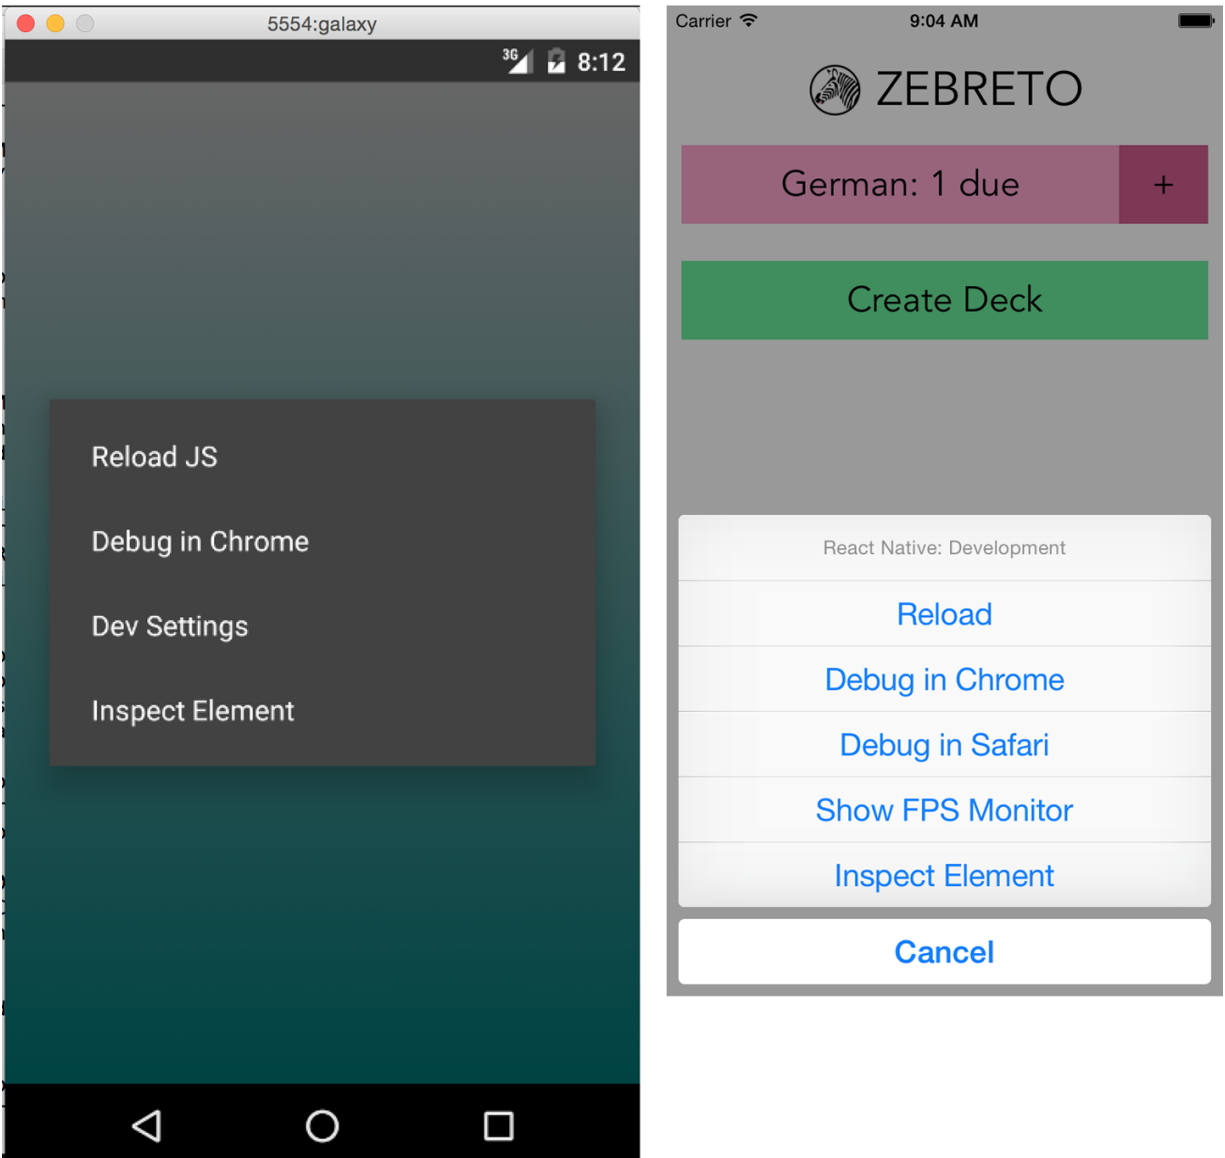 5554:galaxy
3G 8:12
Reload JS
Debug in Chrome
Dev Settings
Inspect Element
Carrier 9:04 AM
ZEBRETO
German: 1 due +
Create Deck
React Native: Development
Reload
Debug in Chrome
Debug in Safari
Show FPS Monitor
Inspect Element
Cancel